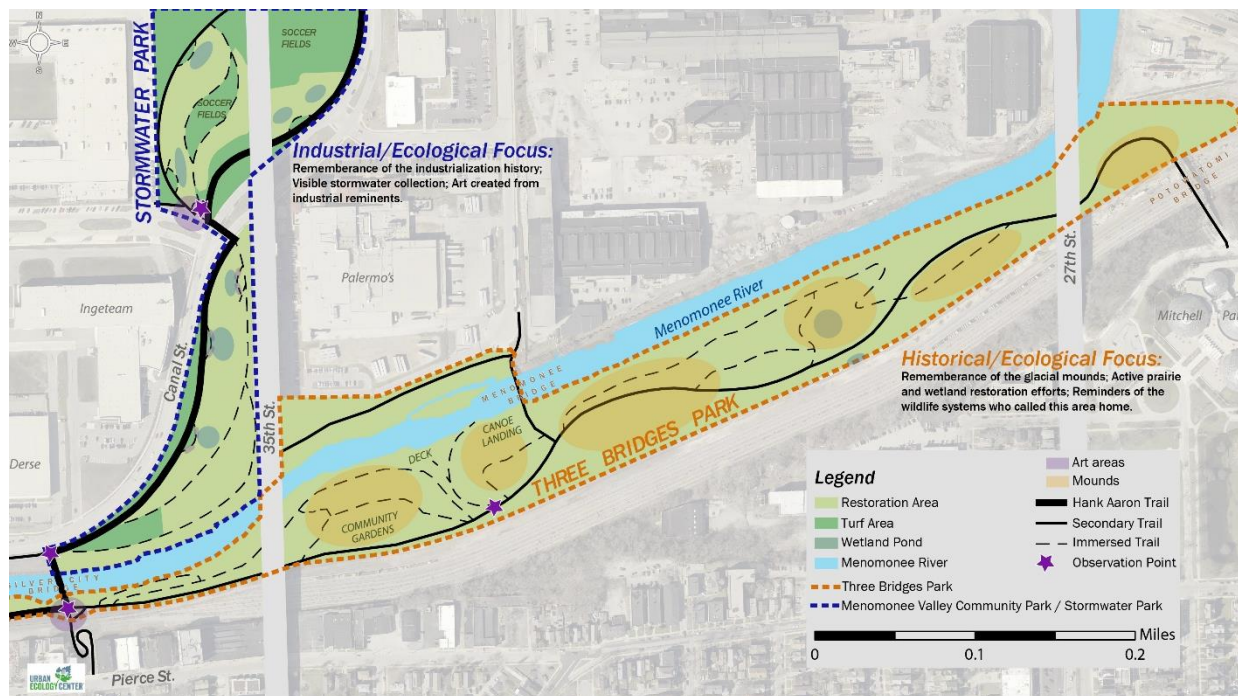 N
W
E
S
STORMWATER PARK
SOCCER
FIELDS
SOCCER
FIELDS
Industrial/Ecological Focus:
Rememberance of the industrialization history;
Visible stormwater collection; Art created from
industrial reminents.
Ingeteam
Palermo's
Canal St.
Derse
35th St.
27th St.
Menomonee River
MENOMONEE
BRIDGE
POTOWATOMI
BRIDGE
Mitchell
Pa
CANOE
LANDING
DECK
COMMUNITY
GARDENS
THREE BRIDGES PARK
Historical/Ecological Focus:
Rememberance of the glacial mounds; Active prairie
and wetland restoration efforts; Reminders of the
wildlife systems who called this area home.
SILVER CITY
BRIDGE
Pierce St.
URBAN
ECOLOGY CENTER
Legend
Restoration Area
Turf Area
Wetland Pond
Menomonee River
Art areas
Mounds
Hank Aaron Trail
Secondary Trail
Immersed Trail
Observation Point
Three Bridges Park
Menomonee Valley Community Park / Stormwater Park
Miles
0 0.1 0.2